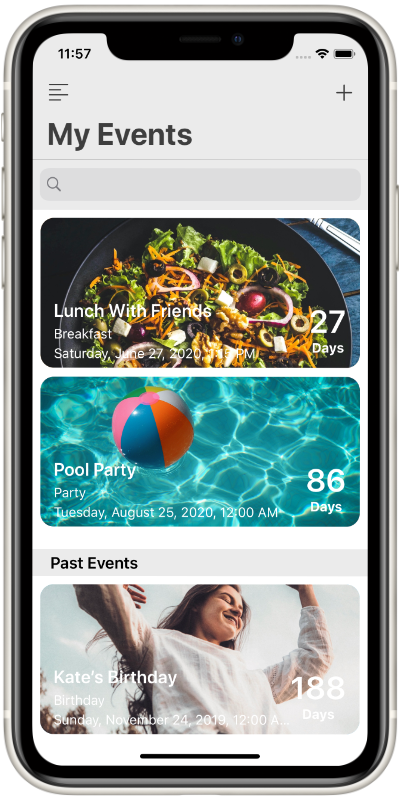 11:57
My Events
Lunch With Friends
Breakfast
Saturday, June 27, 2020, PM
27
Days
Pool Party
Party
Tuesday, August 25, 2020, 12:00 AM
86
Days
Past Events
Kate's Birthday
Birthday
Sunday, November 24, 2019, 12:00 A...
188
Days